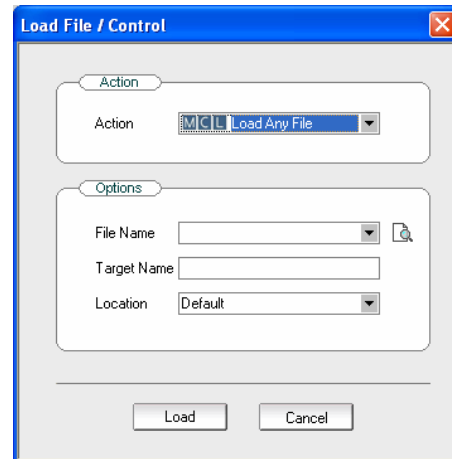 Load File / Control
Action
Action MCL Load Any File
Options
File Name
Target Name
Location Default
Load Cancel